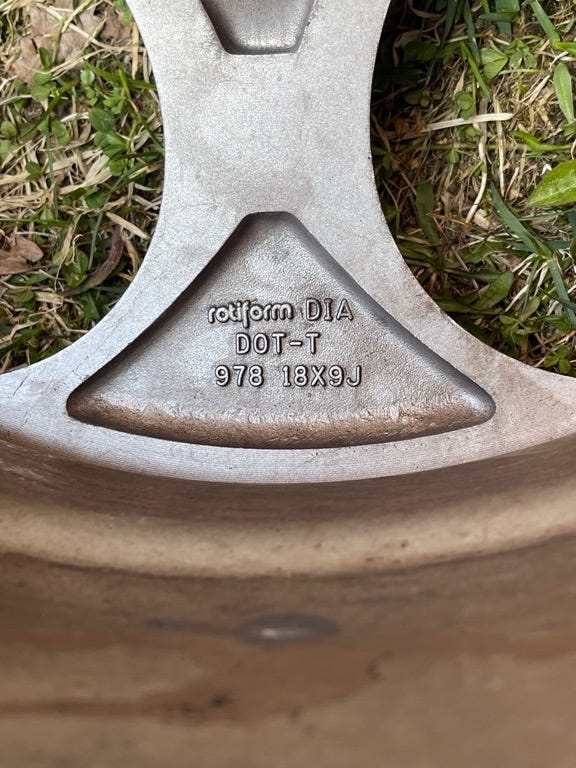 rotiform DIA
DOT-T
978 18X9J